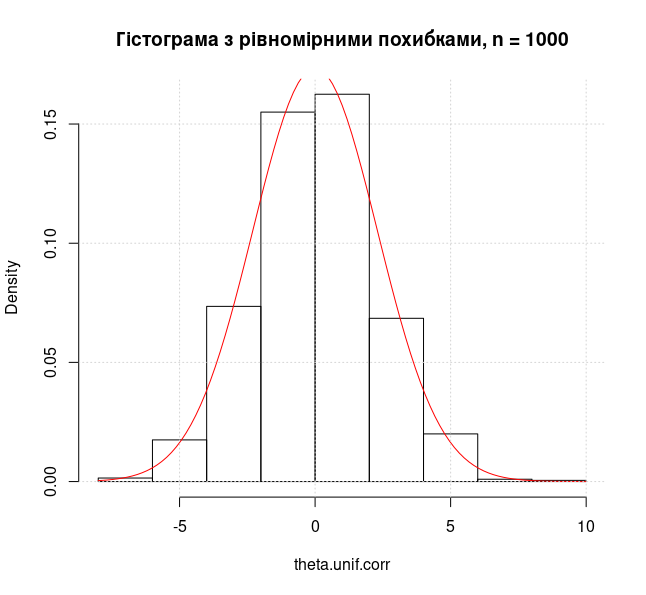 Гістограма з рівномірними похибками, n = 1000
Density
0.15
0.10
0.05
0.00
-5 0 5 10
theta.unif.corr